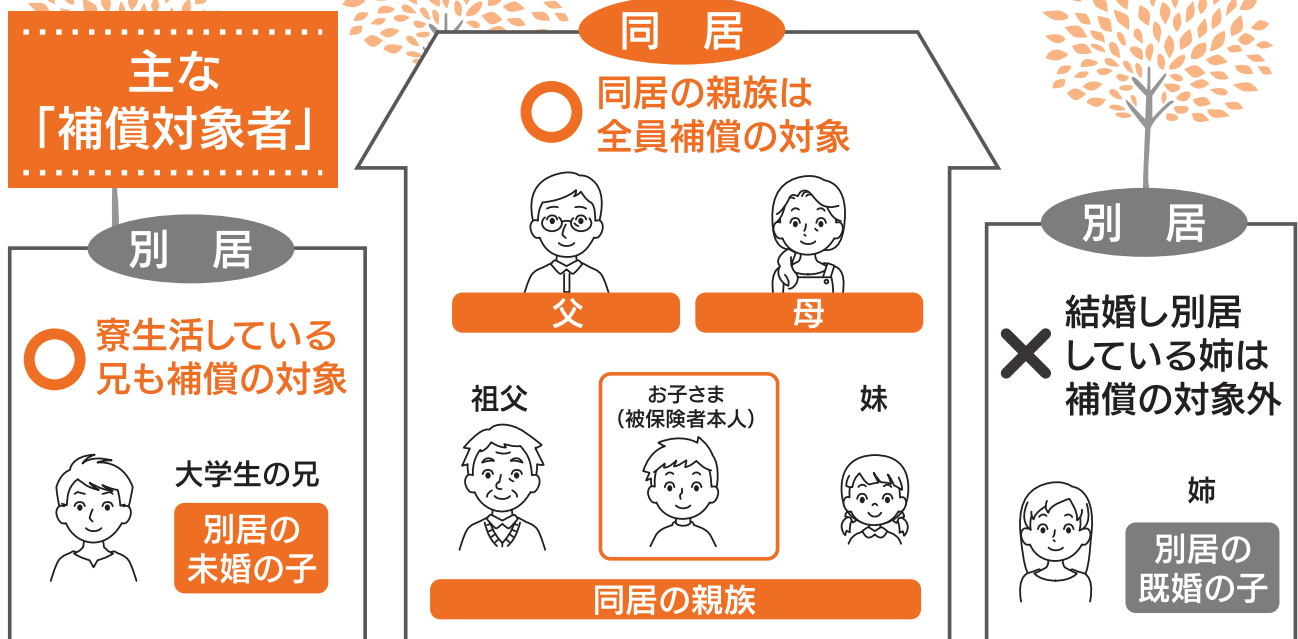 主な
「補償対象者」
別 居
寮生活している
兄も補償の対象
大学生の兄
別居の
未婚の子
同 居
同居の親族は
全員補償の対象
父
母
祖父
お子さま
（被保険者本人）
妹
同居の親族
別 居
結婚し別居
している姉は
補償の対象外
姉
別居の
既婚の子